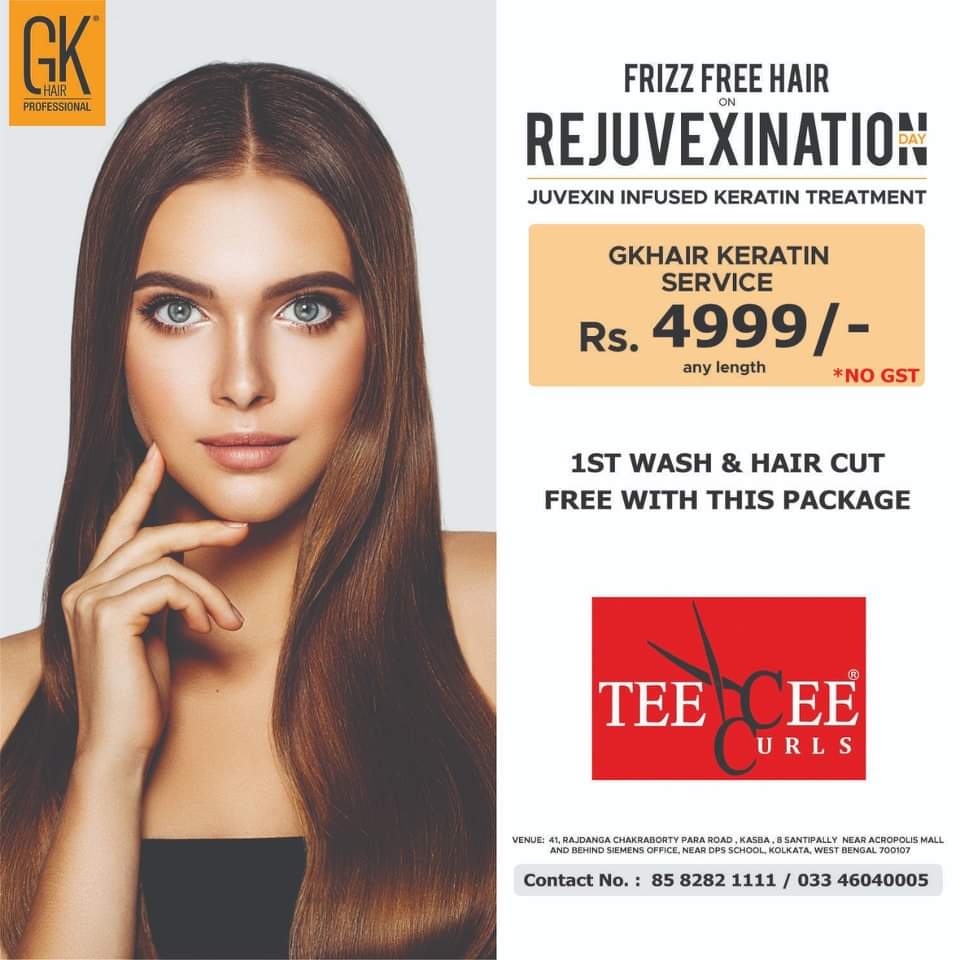 GK®
HAIR
PROFESSIONAL
FRIZZ FREE HAIR
ON
REJUVEXINATION
DAY
JUVEXIN INFUSED KERATIN TREATMENT
GKHAIR KERATIN
SERVICE
Rs. 4999/-
any length
*NO GST
1ST WASH & HAIR CUT
FREE WITH THIS PACKAGE
TEE CEE®
CURLS
VENUE: 41, RAJDANGA CHAKRABORTY PARA ROAD , KASBA , 8 SANTIPALLY NEAR ACROPOLIS MALL
AND BEHIND SIEMENS OFFICE, NEAR DPS SCHOOL, KOLKATA, WEST BENGAL 700107
Contact No. : 85 8282 1111 / 033 46040005